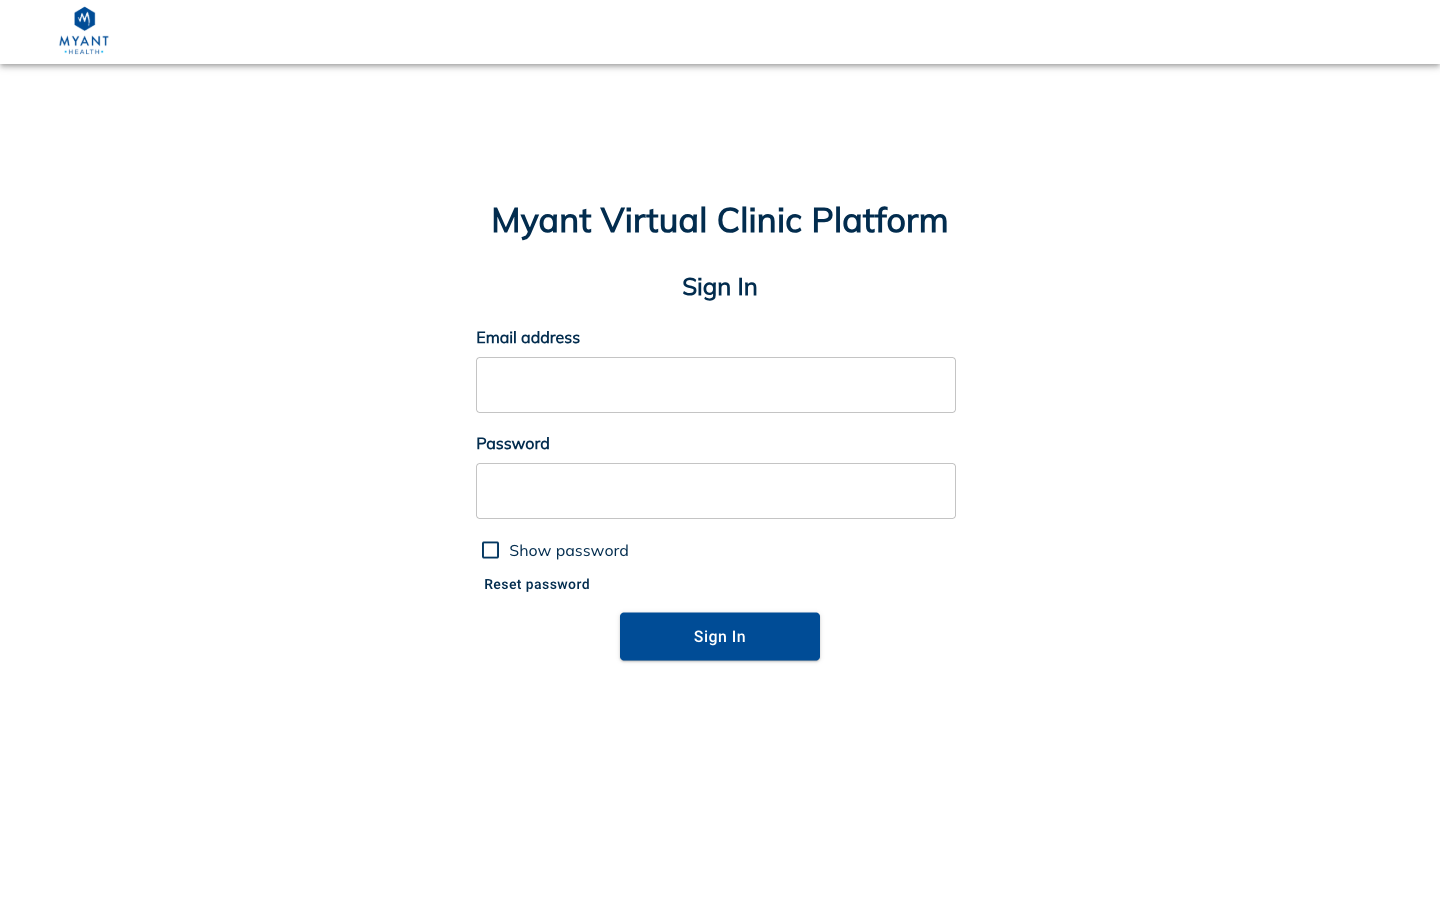 MYANT
HEALTH
Myant Virtual Clinic Platform
Sign In
Email address
Password
Show password
Reset password
Sign In